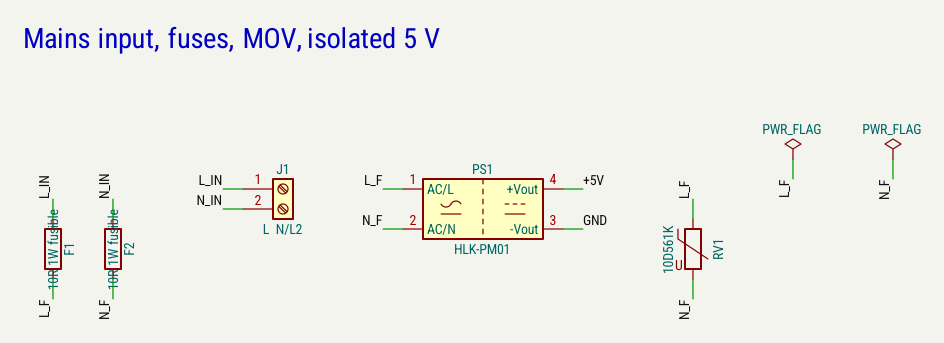 Mains input, fuses, MOV, isolated 5 V
PWR_FLAG
PWR_FLAG
L_F
N_F
L_IN
10R 1W fusible
F1
L_F
N_IN
10R 1W fusible
F2
N_F
J1
L_IN
1
N_IN
2
L N/L2
PS1
L_F
1
AC/L
+Vout
4
+5V
N_F
2
AC/N
-Vout
3
GND
HLK-PM01
L_F
10D561K
U
RV1
N_F